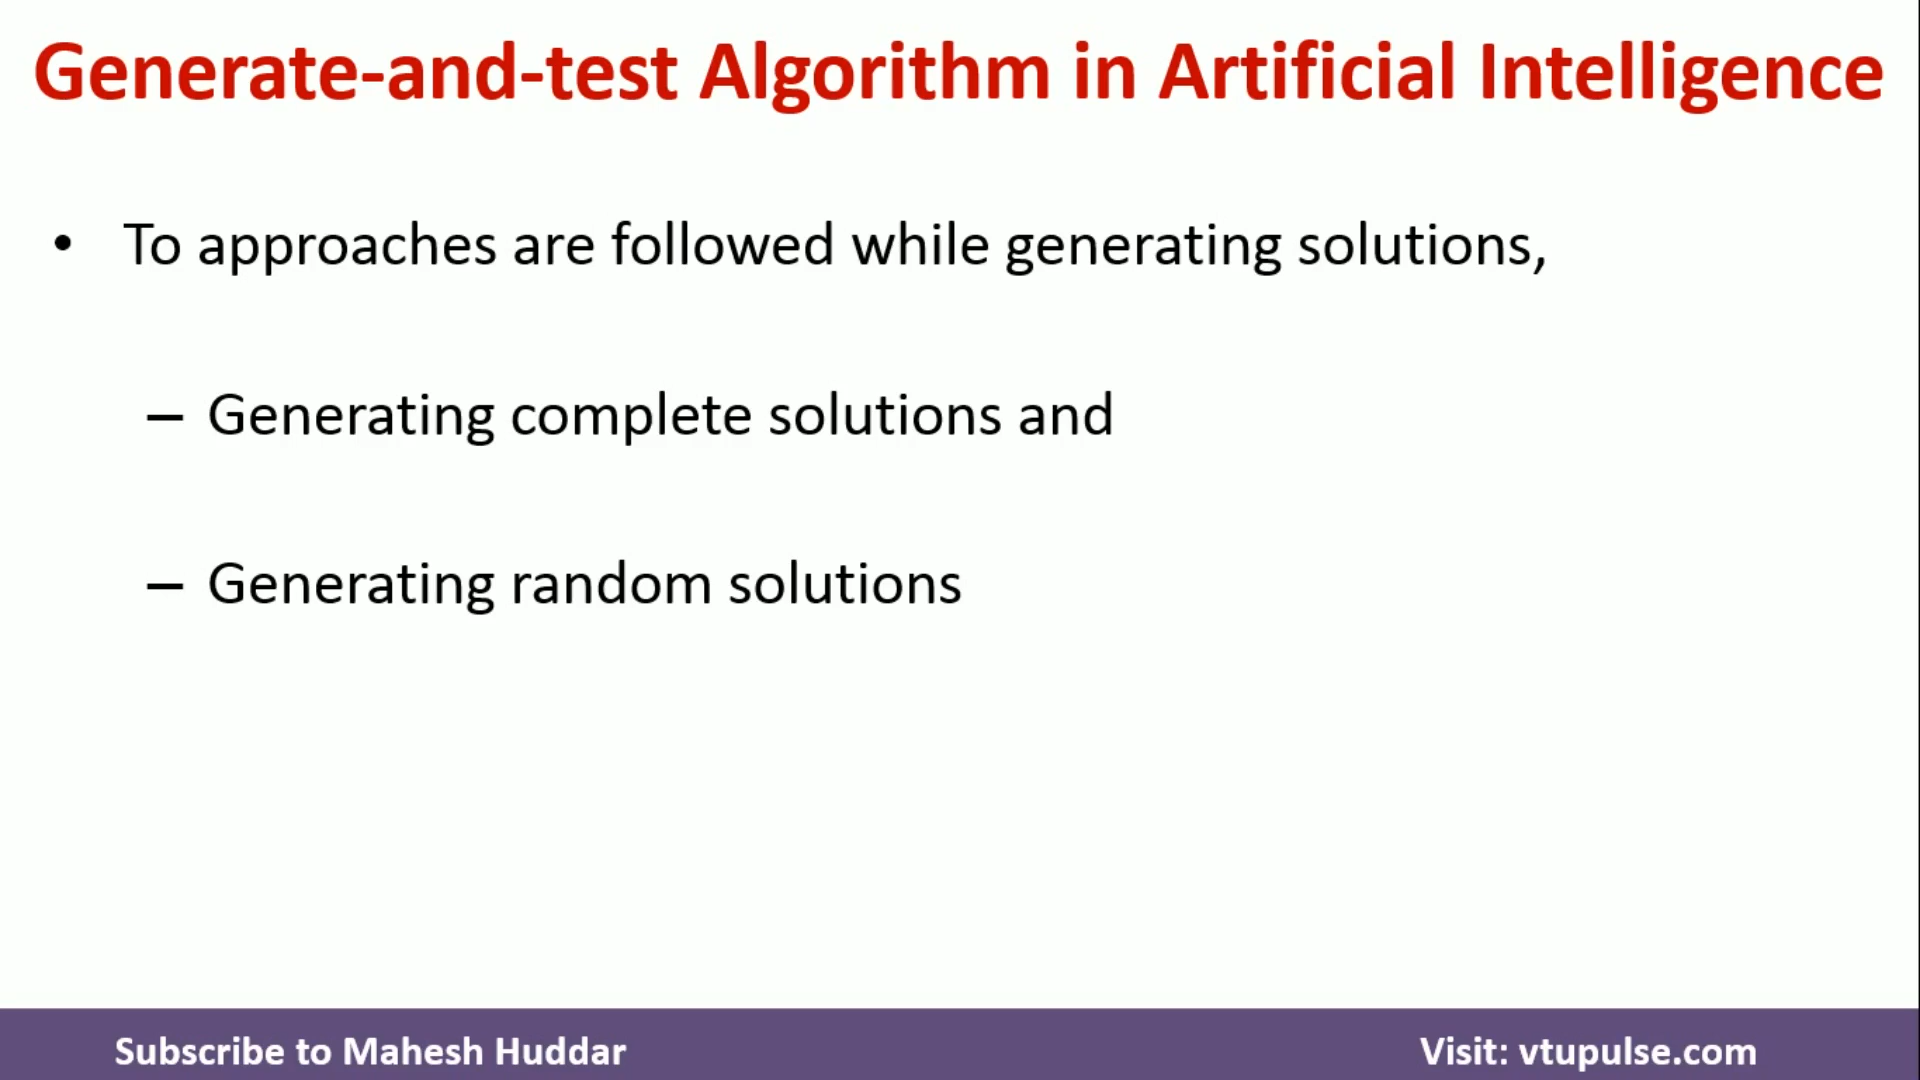 Generate-and-test Algorithm in Artificial Intelligence
• To approaches are followed while generating solutions,
– Generating complete solutions and
– Generating random solutions
Subscribe to Mahesh Huddar
Visit: vtupulse.com